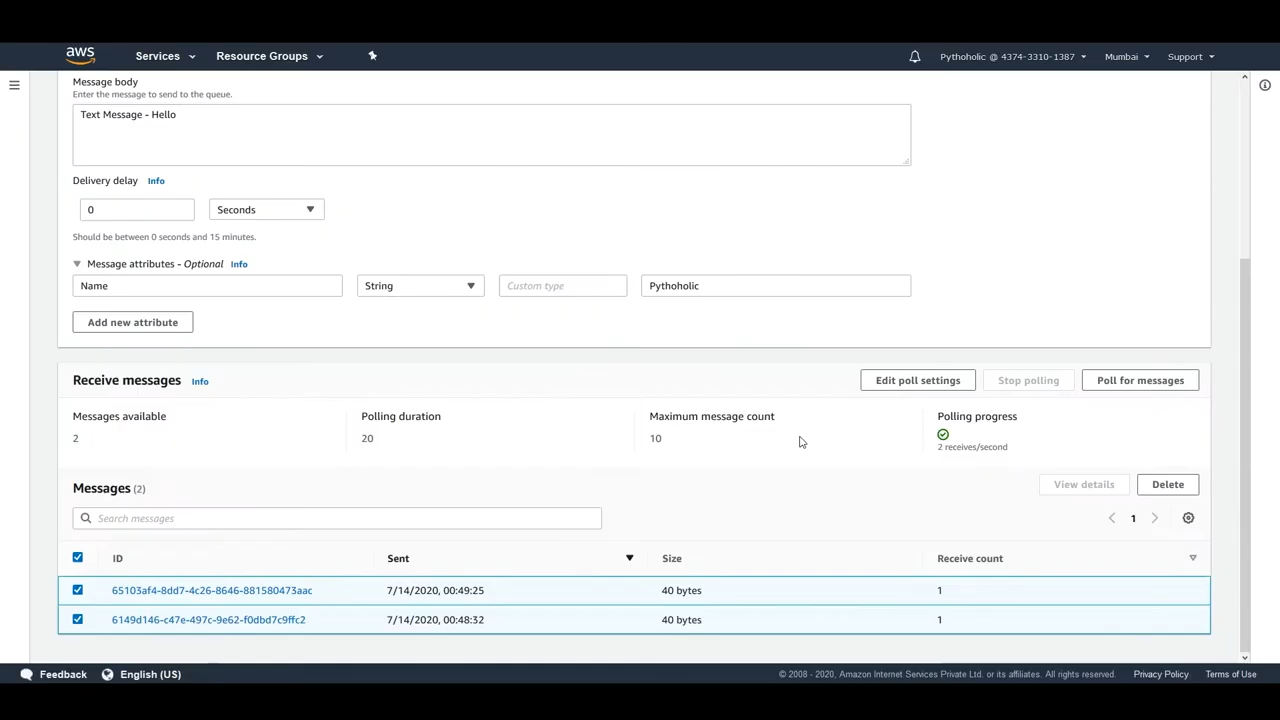 aws Services Resource Groups Pythoholic @ 4374-3310-1387 Mumbai Support
Message body
Enter the message to send to the queue.
Text Message - Hello
Delivery delay Info
0 Seconds
Should be between 0 seconds and 15 minutes.
Message attributes - Optional Info
Name String Custom type Pythoholic
Add new attribute
Receive messages Info Edit poll settings Stop polling Poll for messages
Messages available Polling duration Maximum message count Polling progress
2 20 10
2 receives/second
Messages (2) View details Delete
Search messages 1
ID Sent Size Receive count
65103af4-8dd7-4c26-8646-881580473aac 7/14/2020, 00:49:25 40 bytes 1
6149d146-c47e-497c-9e62-f0dbd7c9ffc2 7/14/2020, 00:48:32 40 bytes 1
Feedback English (US) © 2008 - 2020, Amazon Internet Services Private Ltd. or its affiliates. All rights reserved. Privacy Policy Terms of Use